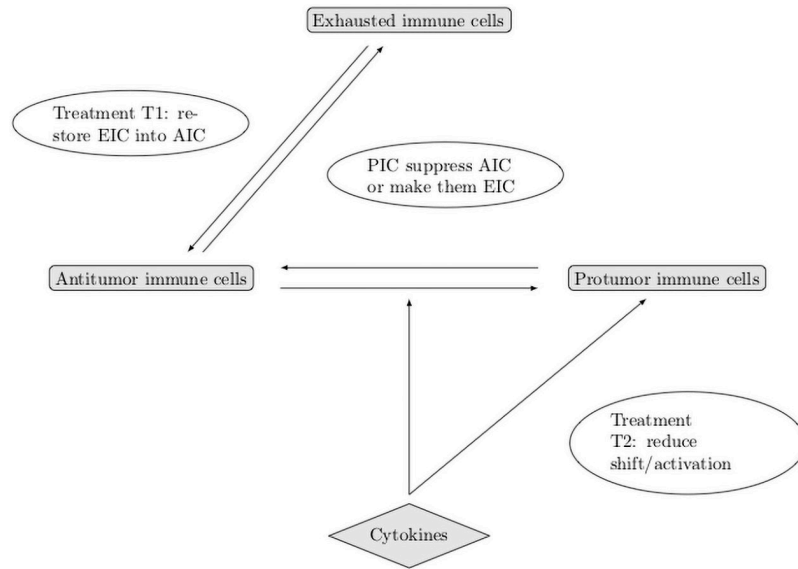 Exhausted immune cells
Treatment T1: re-
store EIC into AIC
PIC suppress AIC
or make them EIC
Antitumor immune cells
Protumor immune cells
Treatment
T2: reduce
shift/activation
Cytokines